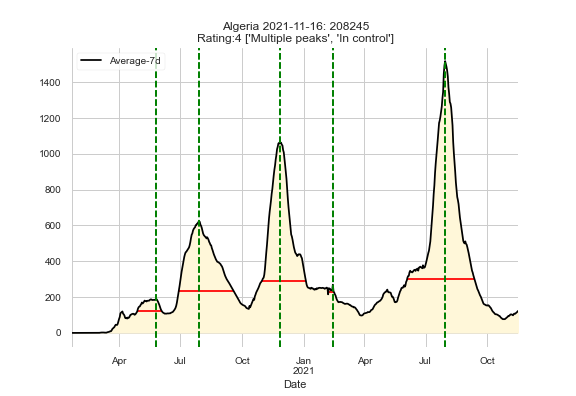 Algeria 2021-11-16: 208245
Rating:4 ['Multiple peaks', 'In control']
Average-7d
1400
1200
1000
800
600
400
200
0
Apr Jul Oct Jan Apr Jul Oct
2021
Date